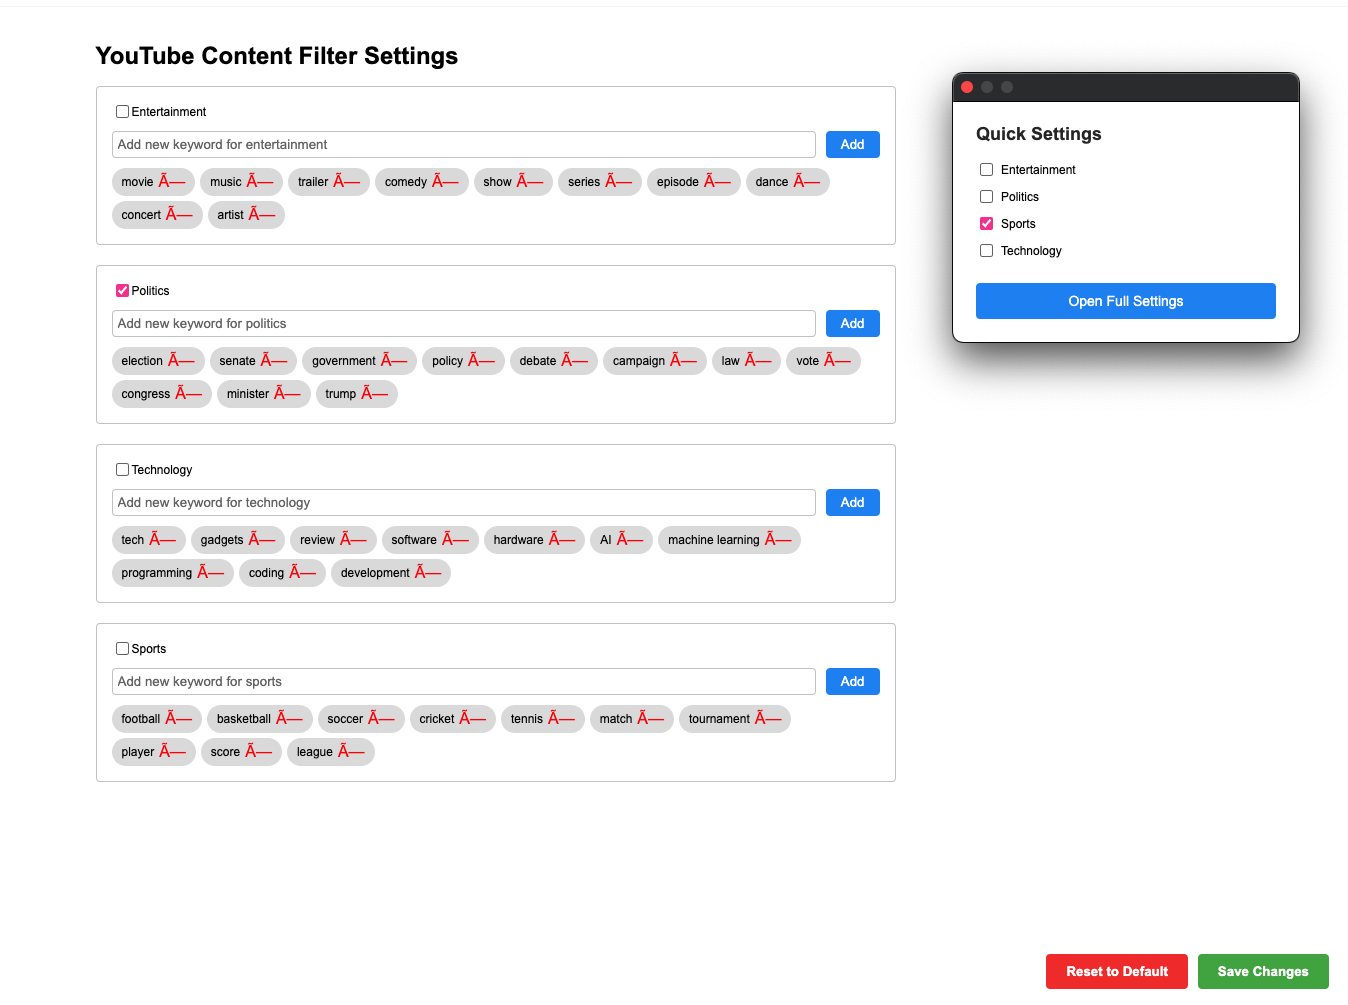 YouTube Content Filter Settings
Entertainment
Add new keyword for entertainment
Add
movie Ã— music Ã— trailer Ã— comedy Ã— show Ã— series Ã— episode Ã— dance Ã—
concert Ã— artist Ã—
Politics
Add new keyword for politics
Add
election Ã— senate Ã— government Ã— policy Ã— debate Ã— campaign Ã— law Ã— vote Ã—
congress Ã— minister Ã— trump Ã—
Technology
Add new keyword for technology
Add
tech Ã— gadgets Ã— review Ã— software Ã— hardware Ã— AI Ã— machine learning Ã—
programming Ã— coding Ã— development Ã—
Sports
Add new keyword for sports
Add
football Ã— basketball Ã— soccer Ã— cricket Ã— tennis Ã— match Ã— tournament Ã—
player Ã— score Ã— league Ã—
Quick Settings
Entertainment
Politics
Sports
Technology
Open Full Settings
Reset to Default
Save Changes